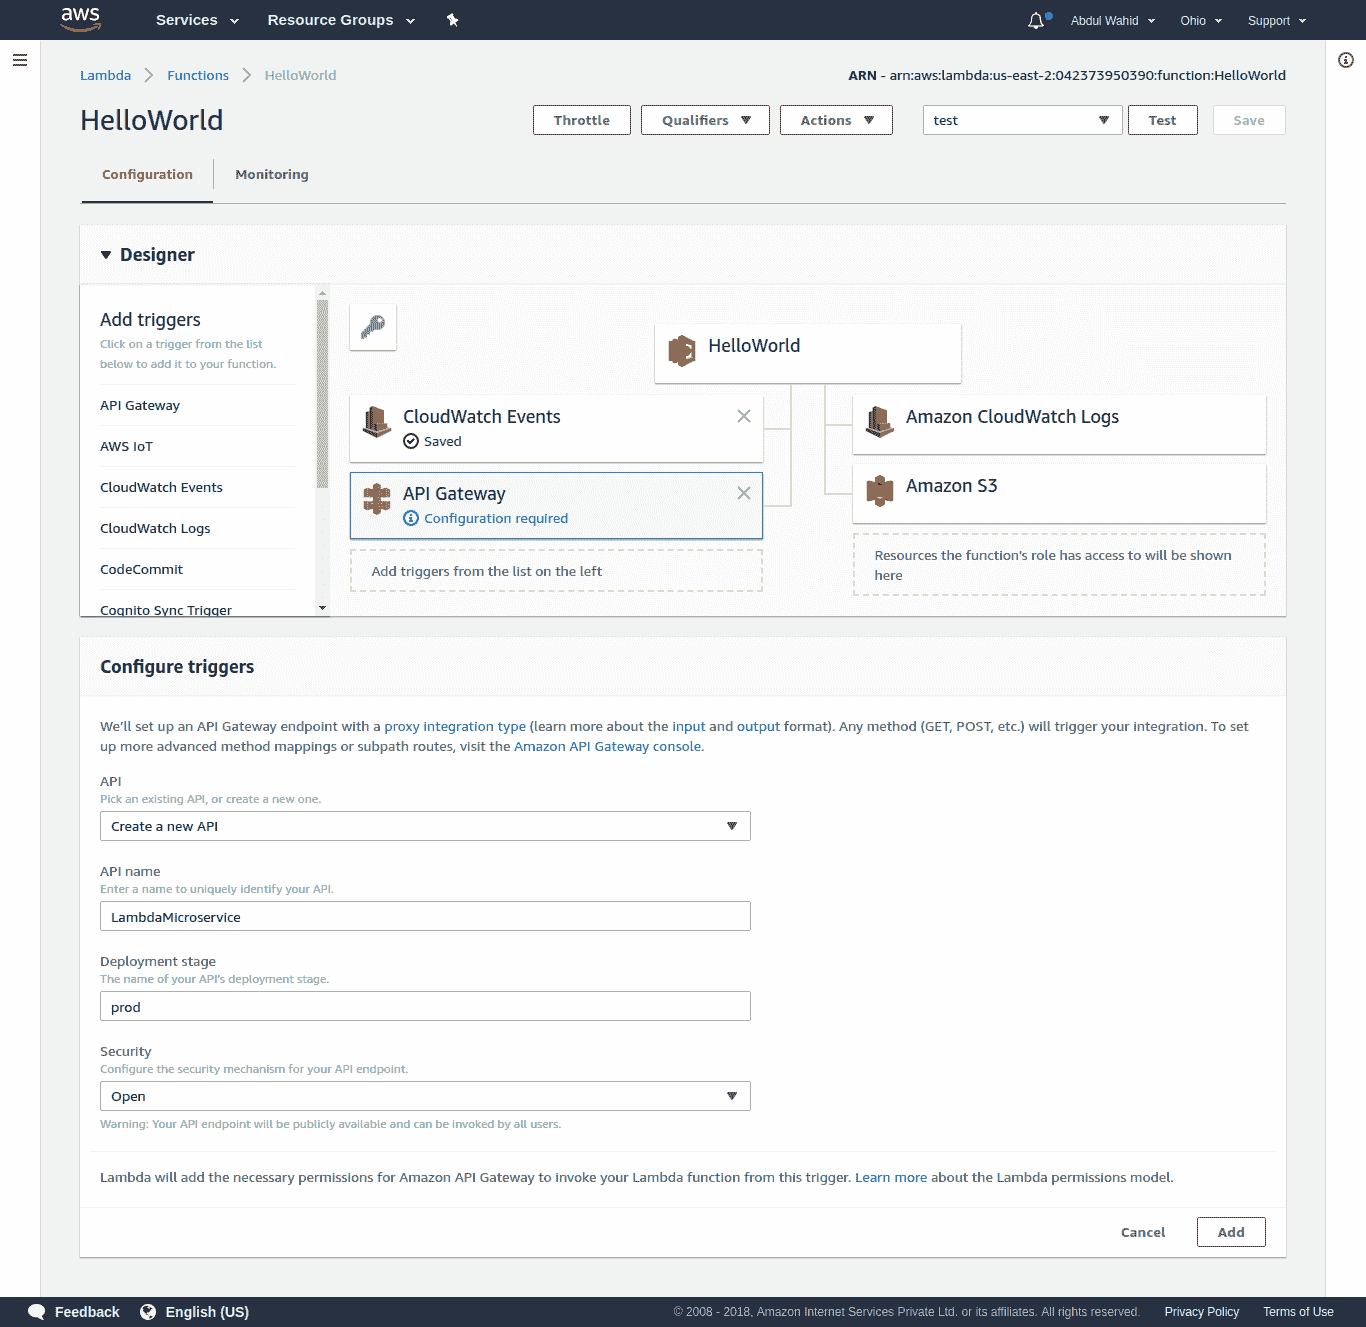 aws
Services
Resource Groups
Abdul Wahid
Ohio
Support
Lambda
Functions
HelloWorld
ARN - arn:aws:lambda:us-east-2:042373950390:function:HelloWorld
HelloWorld
Throttle
Qualifiers
Actions
test
Test
Save
Configuration
Monitoring
Designer
Add triggers
Click on a trigger from the list
below to add it to your function.
API Gateway
AWS IoT
CloudWatch Events
CloudWatch Logs
CodeCommit
Cognito Sync Trigger
HelloWorld
CloudWatch Events
Saved
API Gateway
Configuration required
Add triggers from the list on the left
Amazon CloudWatch Logs
Amazon S3
Resources the function's role has access to will be shown
here
Configure triggers
We'll set up an API Gateway endpoint with a proxy integration type (learn more about the input and output format). Any method (GET, POST, etc.) will trigger your integration. To set
up more advanced method mappings or subpath routes, visit the Amazon API Gateway console.
API
Pick an existing API, or create a new one.
Create a new API
API name
Enter a name to uniquely identify your API.
LambdaMicroservice
Deployment stage
The name of your API's deployment stage.
prod
Security
Configure the security mechanism for your API endpoint.
Open
Warning: Your API endpoint will be publicly available and can be invoked by all users.
Lambda will add the necessary permissions for Amazon API Gateway to invoke your Lambda function from this trigger. Learn more about the Lambda permissions model.
Cancel
Add
Feedback
English (US)
© 2008 - 2018, Amazon Internet Services Private Ltd. or its affiliates. All rights reserved.
Privacy Policy
Terms of Use